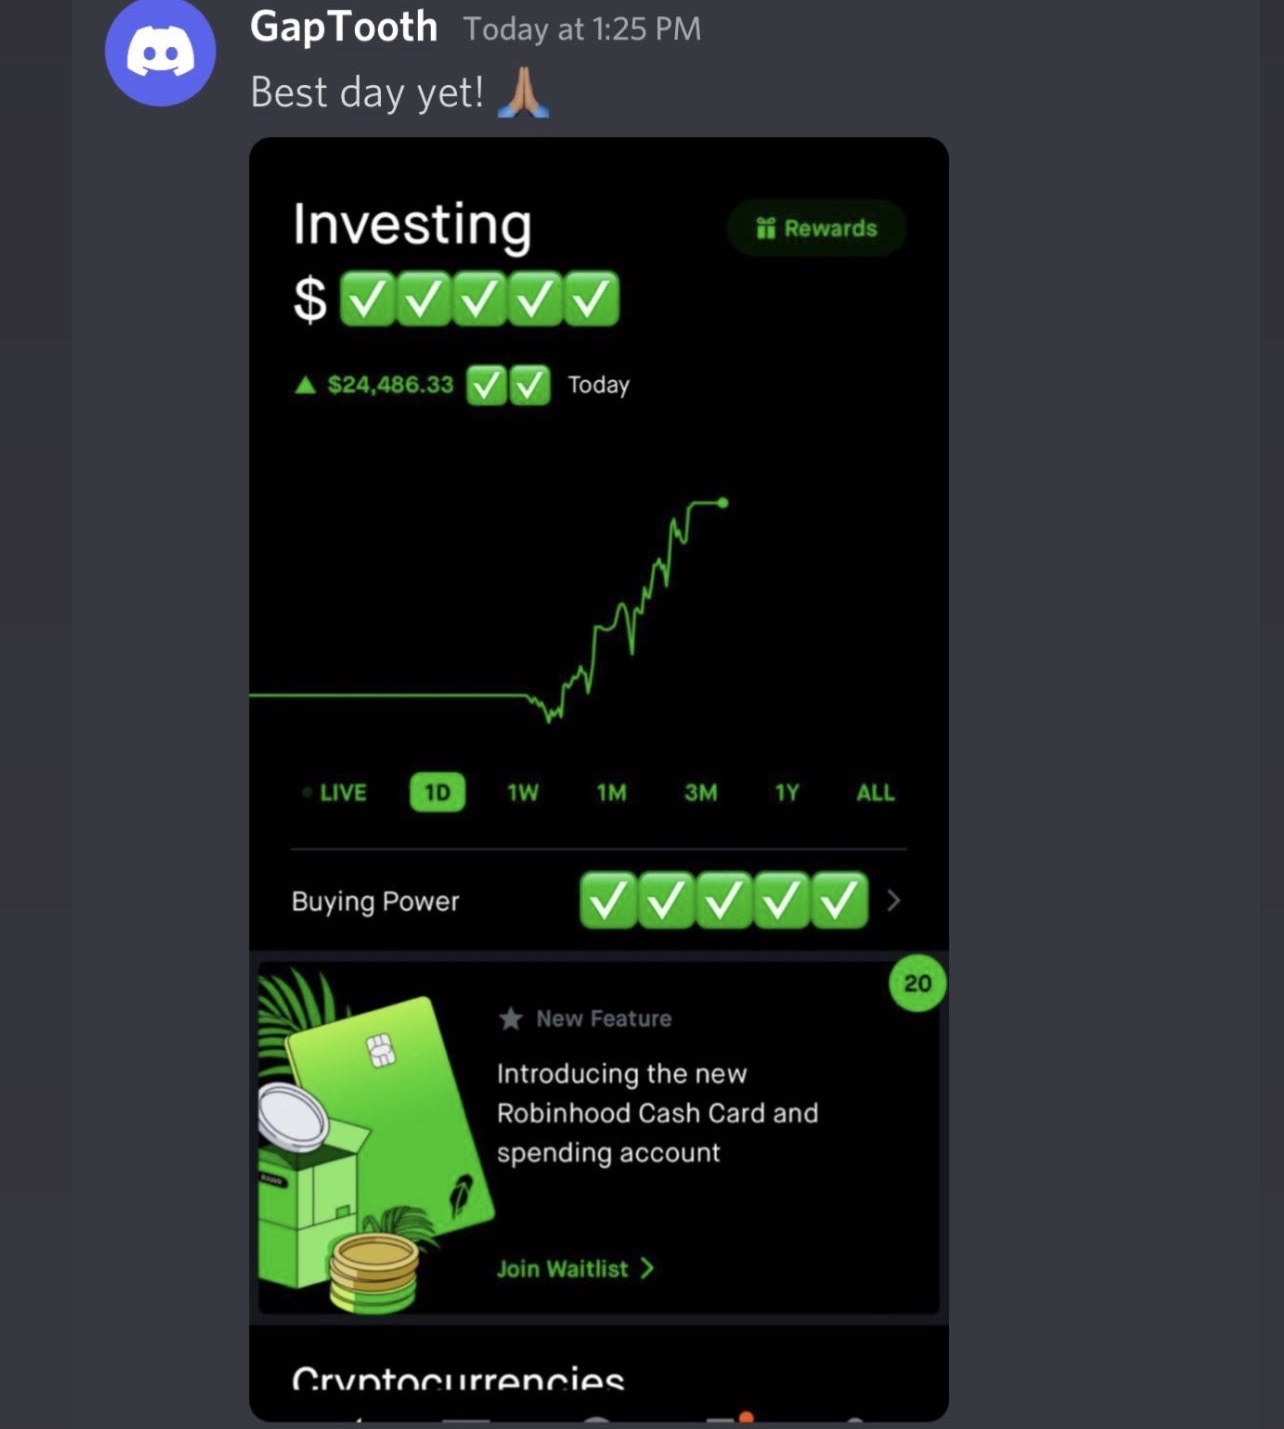 GapTooth Today at 1:25 PM
Best day yet! 🙏🏽
Investing
Rewards
$ ✅✅✅✅✅
▲ $24,486.33 ✅✅ Today
LIVE 1D 1W 1M 3M 1Y ALL
Buying Power ✅✅✅✅✅ >
20
★ New Feature
Introducing the new
Robinhood Cash Card and
spending account
Join Waitlist >
Cryptocurrencies